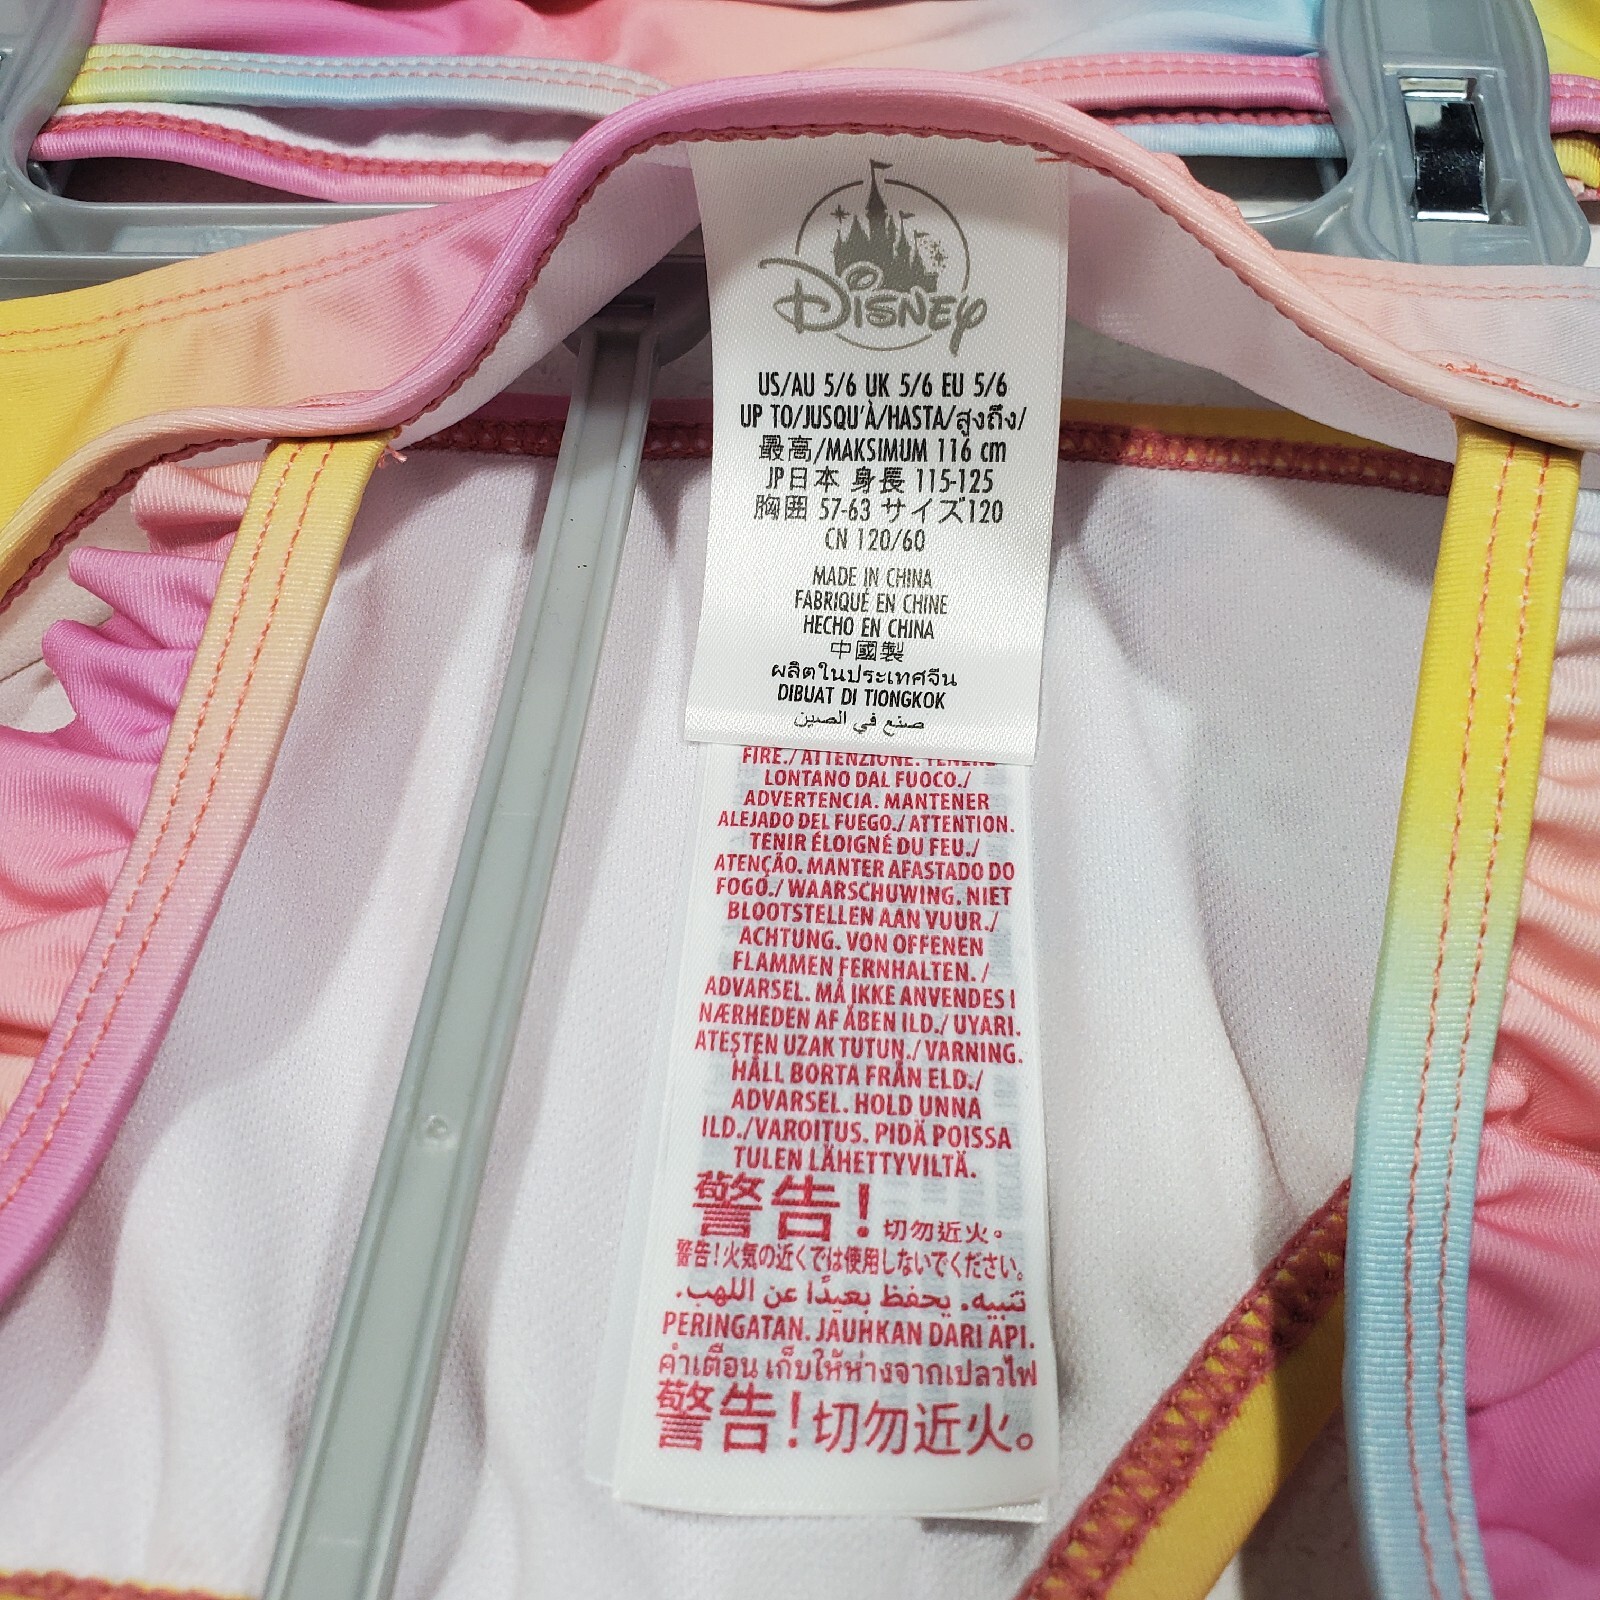 Disney
US/AU 5/6 UK 5/6 EU 5/6
UP TO/JUSQU'À/HASTA/สูงถึง/
最高/MAKSIMUM 116 cm
JP日本 身長 115-125
胸囲 57-63 サイズ120
CN 120/60
MADE IN CHINA
FABRIQUÉ EN CHINE
HECHO EN CHINA
中國製
ผลิตในประเทศจีน
DIBUAT DI TIONGKOK
صنع في الصين
FIRE./ATTENZIONE. TENERE
LONTANO DAL FUOCO./
ADVERTENCIA. MANTENER
ALEJADO DEL FUEGO./ATTENTION.
TENIR ÉLOIGNÉ DU FEU./
ATENÇÃO. MANTER AFASTADO DO
FOGO./WAARSCHUWING. NIET
BLOOTSTELLEN AAN VUUR./
ACHTUNG. VON OFFENEN
FLAMMEN FERNHALTEN./
ADVARSEL. MÅ IKKE ANVENDES I
NÆRHEDEN AF ÅBEN ILD./UYARI.
ATEŞTEN UZAK TUTUN./VARNING.
HÅLL BORTA FRÅN ELD./
ADVARSEL. HOLD UNNA
ILD./VAROITUS. PIDÄ POISSA
TULEN LÄHETTYVILTÄ.
警告！切勿近火。
警告！火気の近くでは使用しないでください。
تنبيه. يحفظ بعيدًا عن اللهب.
PERINGATAN. JAUHKAN DARI API.
คำเตือน เก็บให้ห่างจากเปลวไฟ
警告！切勿近火。